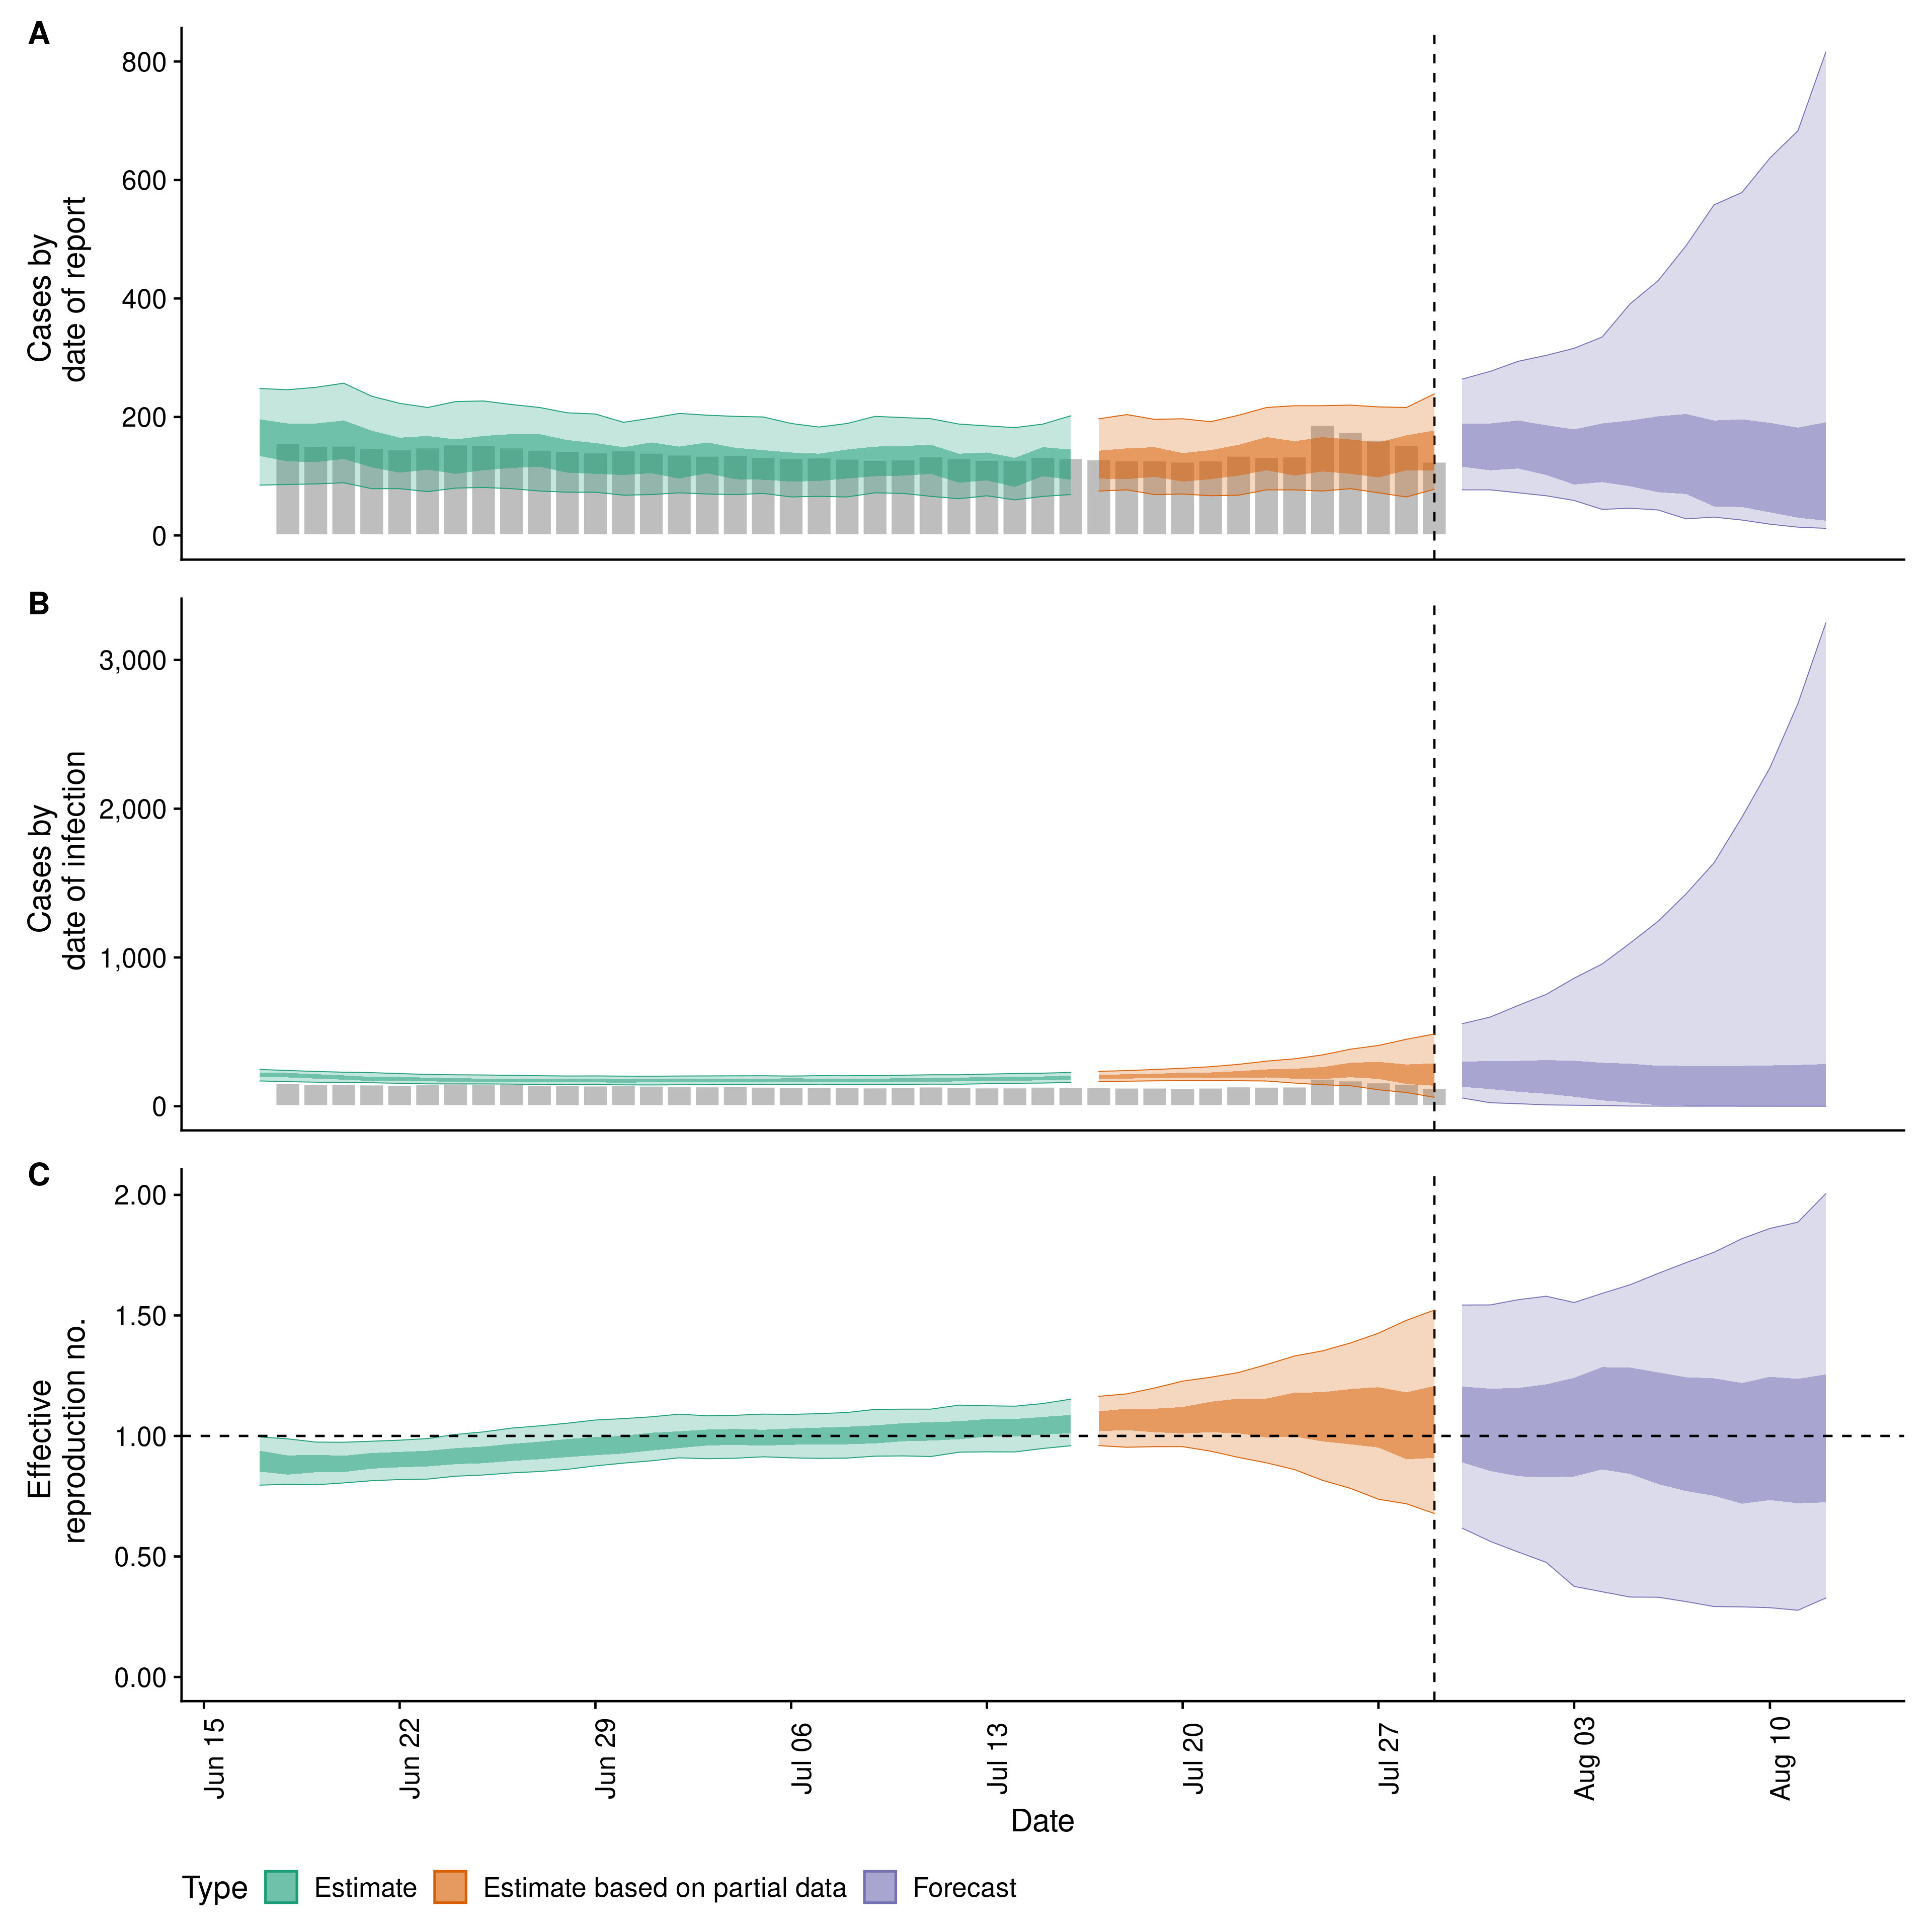 A
800
600
400
200
0
Cases by
date of report
B
3,000
2,000
1,000
0
Cases by
date of infection
C
2.00
1.50
1.00
0.50
0.00
Effective
reproduction no.
Jun 15
Jun 22
Jun 29
Jul 06
Jul 13
Jul 20
Jul 27
Aug 03
Aug 10
Date
Type Estimate Estimate based on partial data Forecast